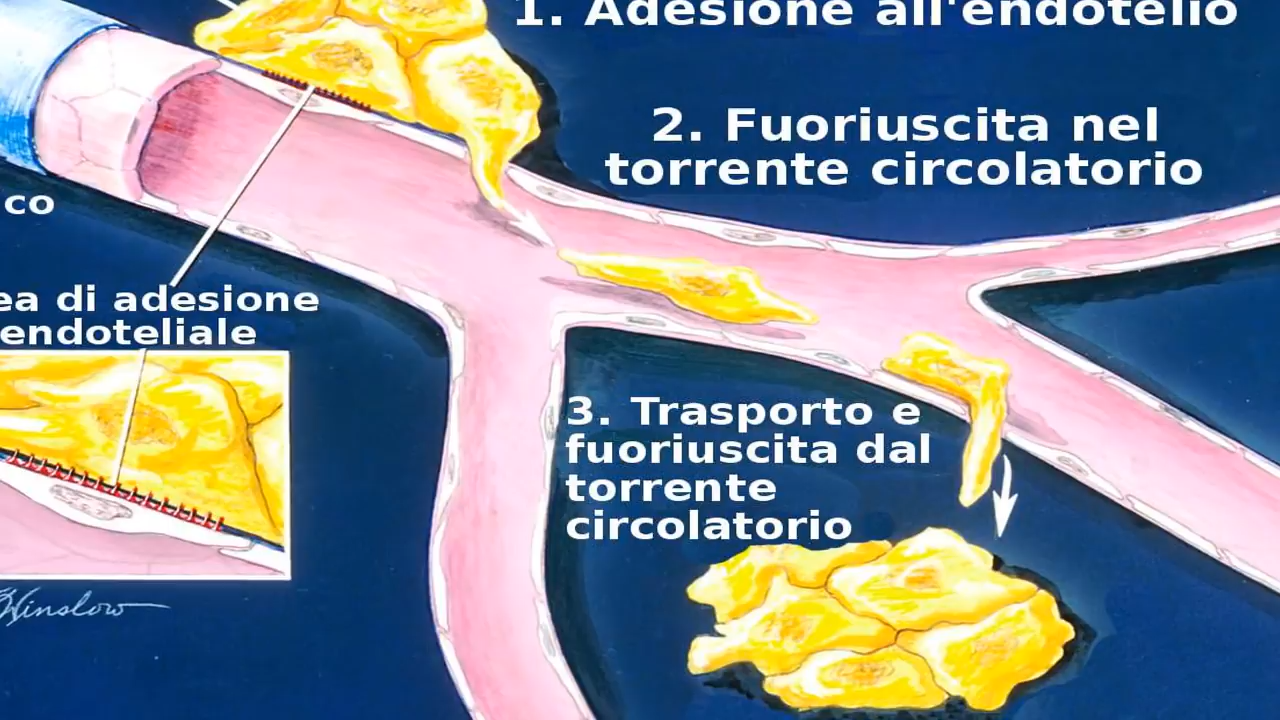 1. Adesione all'endotelio
2. Fuoriuscita nel
torrente circolatorio
co
ea di adesione
endoteliale
3. Trasporto e
fuoriuscita dal
torrente
circolatorio
Winslow